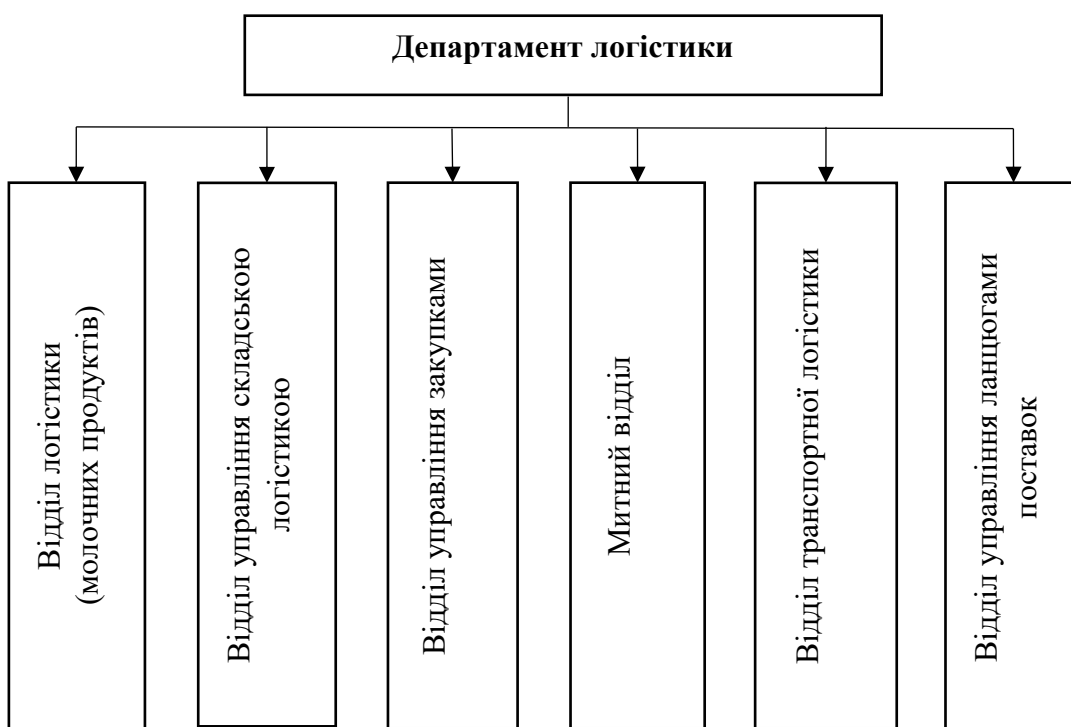 Департамент логістики
Відділ логістики
(молочних продуктів)
Відділ управління складською
логістикою
Відділ управління закупками
Митний відділ
Відділ транспортної логістики
Відділ управління ланцюгами
поставок